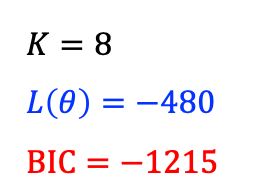 K = 8
L(θ) = −480
BIC = −1215